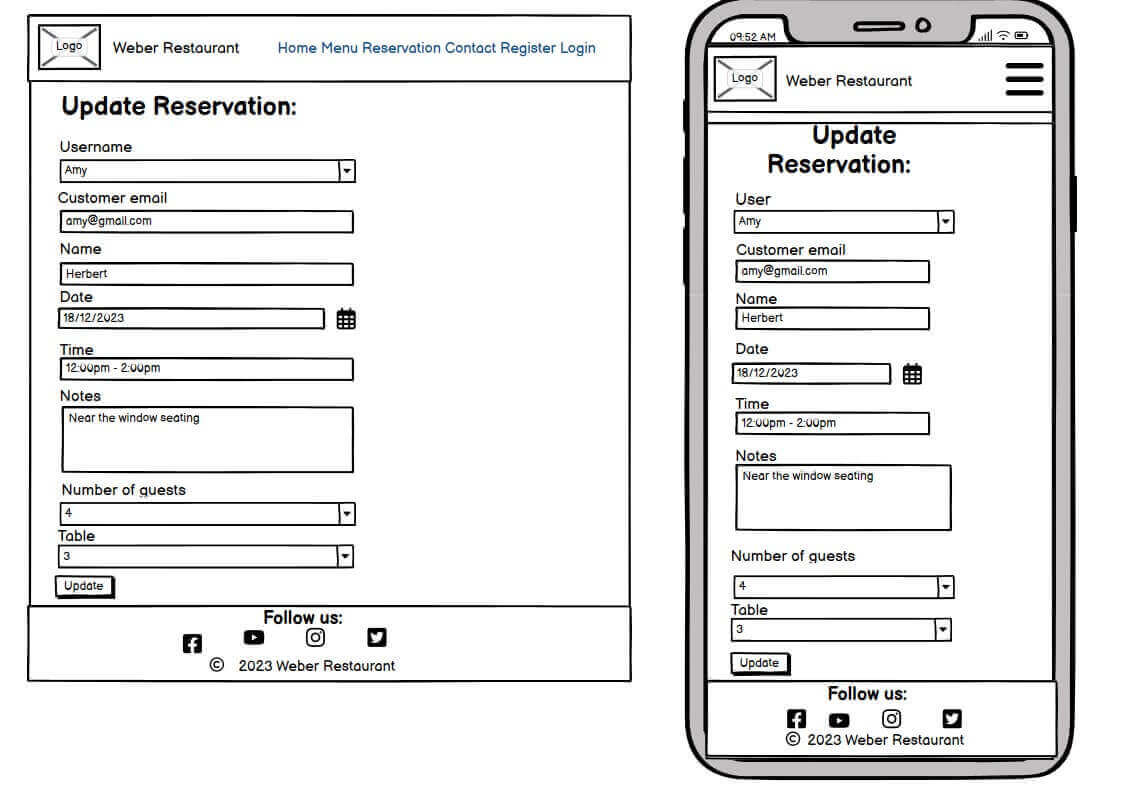 Logo
Weber Restaurant
Home Menu Reservation Contact Register Login
Update Reservation:
Username
Amy
Customer email
amy@gmail.com
Name
Herbert
Date
18/12/2023
Time
12:00pm - 2:00pm
Notes
Near the window seating
Number of guests
4
Table
3
Update
Follow us:
© 2023 Weber Restaurant
09:52 AM
Logo
Weber Restaurant
Update
Reservation:
User
Amy
Customer email
amy@gmail.com
Name
Herbert
Date
18/12/2023
Time
12:00pm - 2:00pm
Notes
Near the window seating
Number of guests
4
Table
3
Update
Follow us:
© 2023 Weber Restaurant